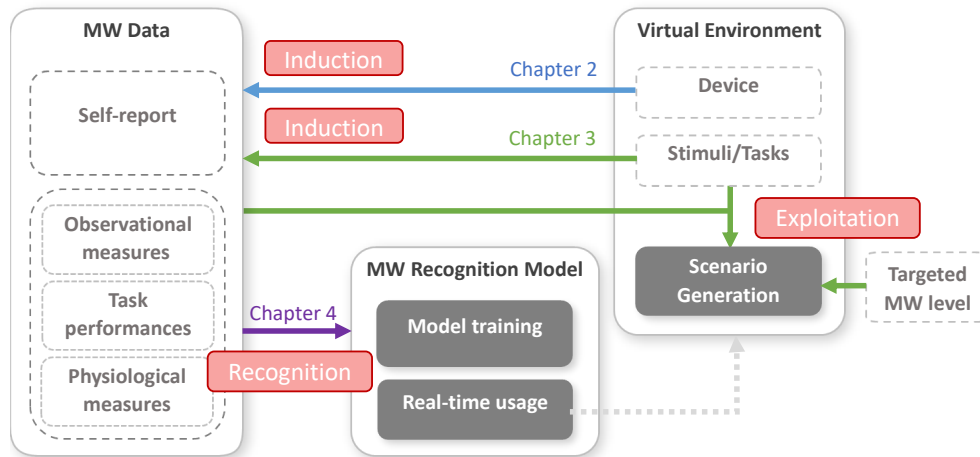 MW Data
Self-report
Observational
measures
Task
performances
Physiological
measures
Induction
Chapter 2
Induction
Chapter 3
Chapter 4
Recognition
MW Recognition Model
Model training
Real-time usage
Virtual Environment
Device
Stimuli/Tasks
Exploitation
Scenario
Generation
Targeted
MW level